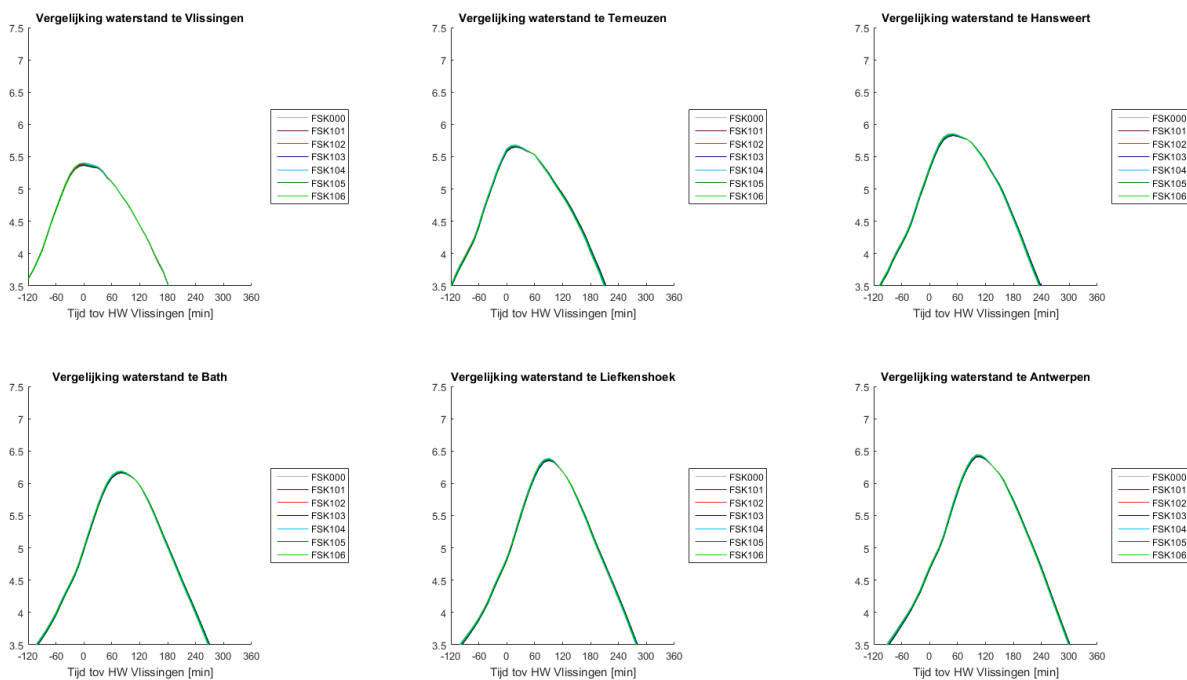 Vergelijking waterstand te Vlissingen
7.5
7
6.5
6
5.5
5
4.5
4
3.5
-120 -60 0 60 120 180 240 300 360
Tijd tov HW Vlissingen [min]
FSK000
FSK101
FSK102
FSK103
FSK104
FSK105
FSK106
Vergelijking waterstand te Terneuzen
7.5
7
6.5
6
5.5
5
4.5
4
3.5
-120 -60 0 60 120 180 240 300 360
Tijd tov HW Vlissingen [min]
FSK000
FSK101
FSK102
FSK103
FSK104
FSK105
FSK106
Vergelijking waterstand te Hansweert
7.5
7
6.5
6
5.5
5
4.5
4
3.5
-120 -60 0 60 120 180 240 300 360
Tijd tov HW Vlissingen [min]
FSK000
FSK101
FSK102
FSK103
FSK104
FSK105
FSK106
Vergelijking waterstand te Bath
7.5
7
6.5
6
5.5
5
4.5
4
3.5
-120 -60 0 60 120 180 240 300 360
Tijd tov HW Vlissingen [min]
FSK000
FSK101
FSK102
FSK103
FSK104
FSK105
FSK106
Vergelijking waterstand te Liefkenshoek
7.5
7
6.5
6
5.5
5
4.5
4
3.5
-120 -60 0 60 120 180 240 300 360
Tijd tov HW Vlissingen [min]
FSK000
FSK101
FSK102
FSK103
FSK104
FSK105
FSK106
Vergelijking waterstand te Antwerpen
7.5
7
6.5
6
5.5
5
4.5
4
3.5
-120 -60 0 60 120 180 240 300 360
Tijd tov HW Vlissingen [min]
FSK000
FSK101
FSK102
FSK103
FSK104
FSK105
FSK106